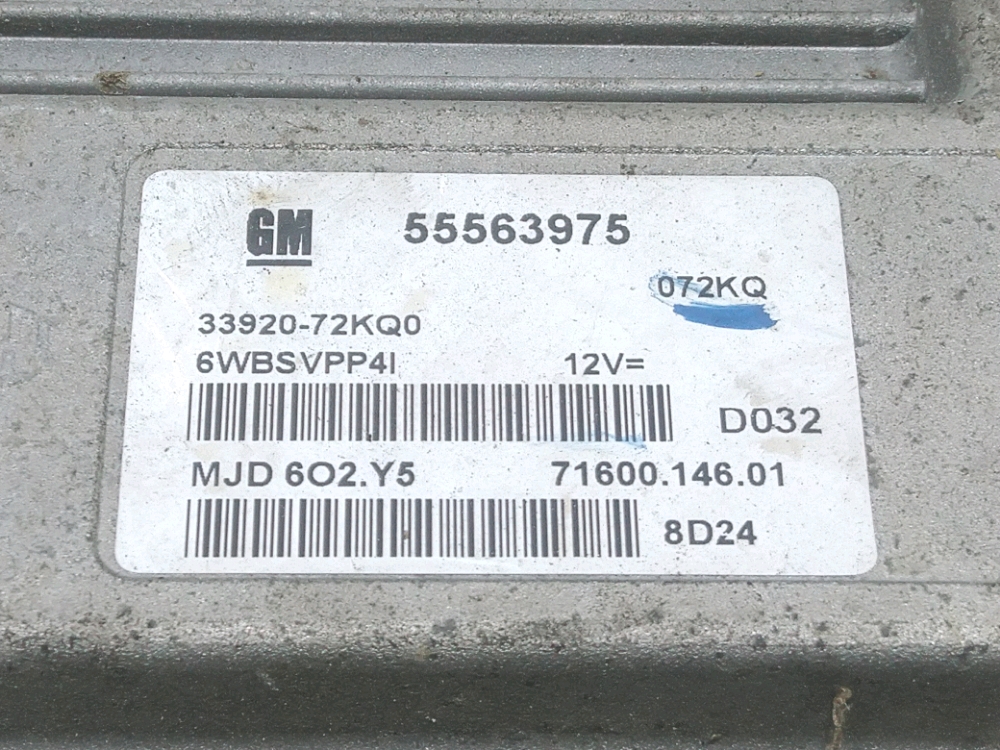 GM 55563975
072KQ
33920-72KQ0
6WBSVPP4I 12V=
D032
MJD 6O2.Y5 71600.146.01
8D24